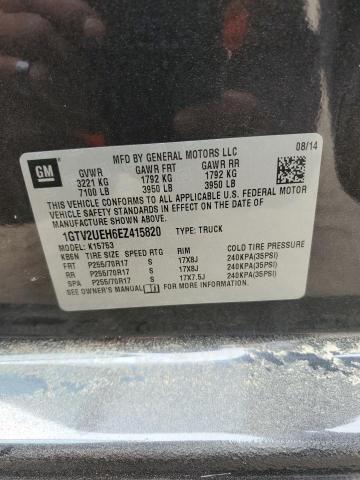 GM
MFD BY GENERAL MOTORS LLC
08/14
GVWR GAWR FRT GAWR RR
3221 KG 1792 KG 1792 KG
7100 LB 3950 LB 3950 LB
THIS VEHICLE CONFORMS TO ALL APPLICABLE U.S. FEDERAL MOTOR
VEHICLE SAFETY STANDARDS IN EFFECT ON THE DATE OF
MANUFACTURE SHOWN ABOVE.
1GTV2UEH6EZ415820 TYPE: TRUCK
MODEL: K15753
KB6N TIRE SIZE SPEED RTG RIM COLD TIRE PRESSURE
FRT P255/70R17 S 17X8J 240KPA(35PSI)
RR P255/70R17 S 17X8J 240KPA(35PSI)
SPA P255/70R17 S 17X7.5J 240KPA(35PSI)
SEE OWNER'S MANUAL FOR ADDITIONAL INFORMATION.